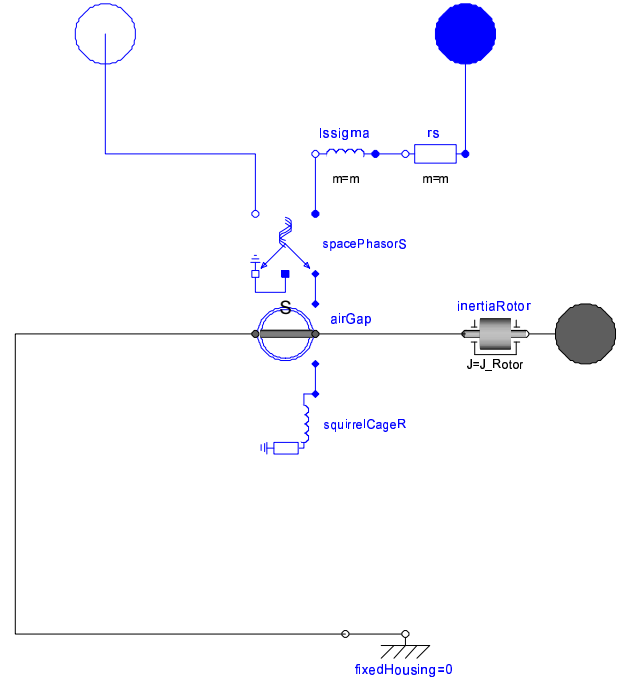 lssigma
rs
m=m
m=m
spacePhasorS
S
airGap
inertiaRotor
J=J_Rotor
squirrelCageR
fixedHousing=0